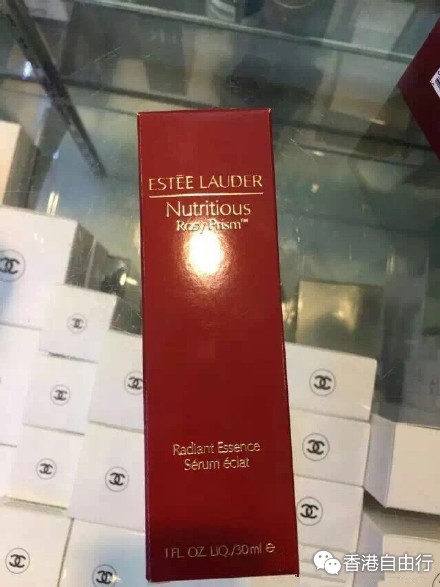 ESTĒE LAUDER
Nutritious
Rosy Prism™
Radiant Essence
Sérum éclat
1 FL. OZ. LIQ./30ml ℮
香港自由行